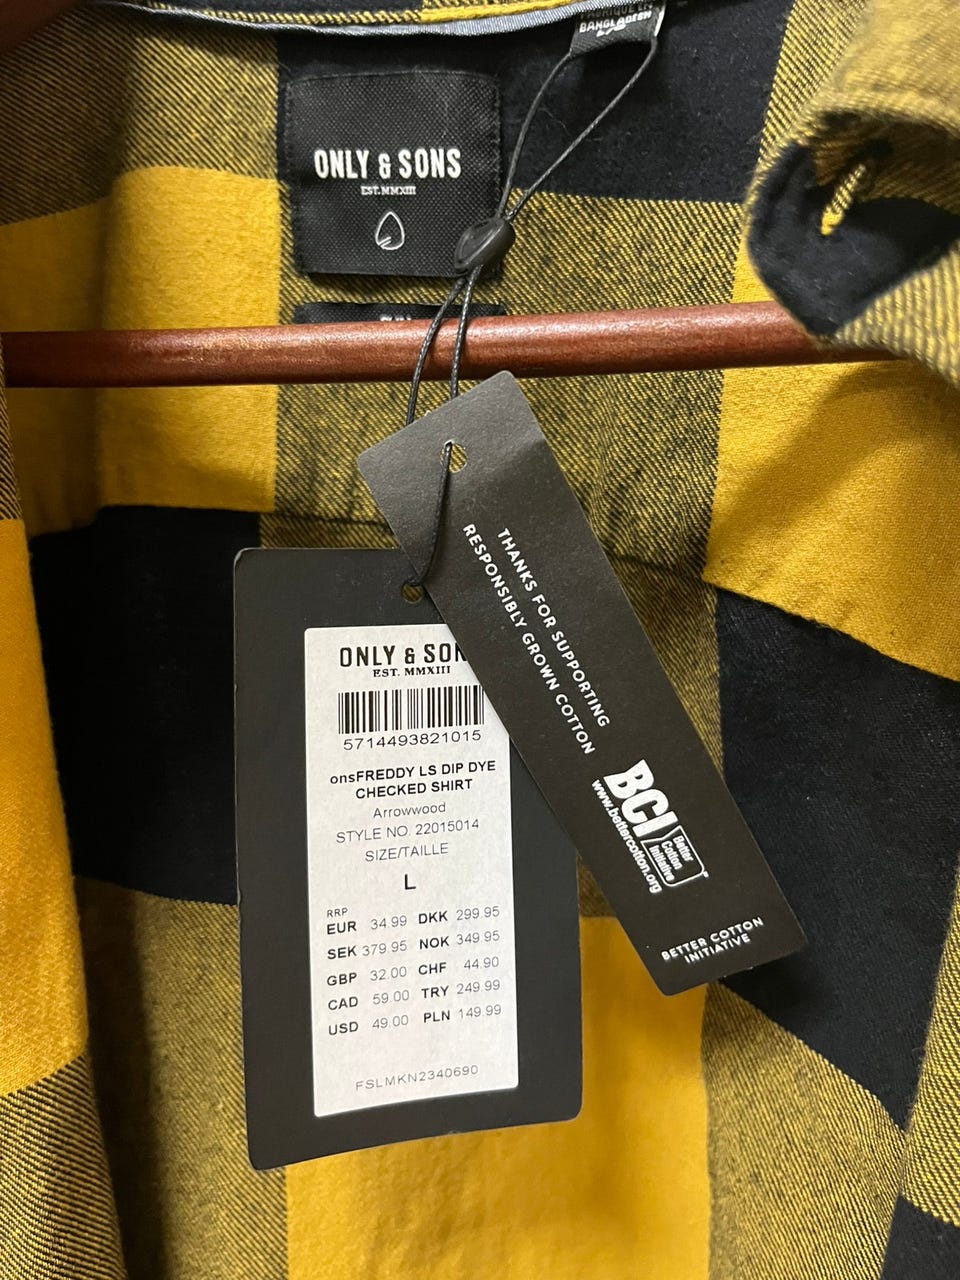 BANGLADESH
ONLY & SONS
EST. MMXIII
THANKS FOR SUPPORTING
RESPONSIBLY GROWN COTTON
BCI
Better
Cotton
Initiative
www.bettercotton.org
BETTER COTTON
INITIATIVE
ONLY & SON
EST. MMXIII
5714493821015
onsFREDDY LS DIP DYE
CHECKED SHIRT
Arrowwood
STYLE NO. 22015014
SIZE/TAILLE
L
RRP
EUR 34.99 DKK 299.95
SEK 379.95 NOK 349.95
GBP 32.00 CHF 44.90
CAD 59.00 TRY 249.99
USD 49.00 PLN 149.99
FSLMKN2340690